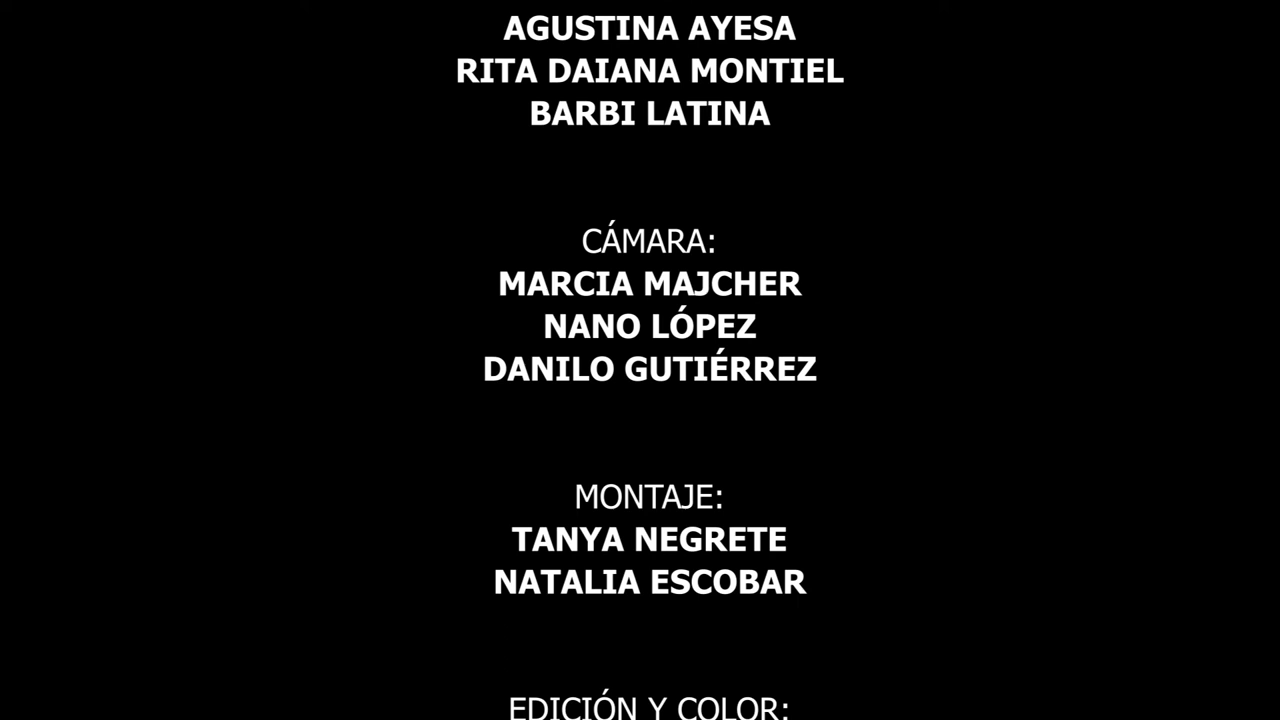 AGUSTINA AYESA
RITA DAIANA MONTIEL
BARBI LATINA
CÁMARA:
MARCIA MAJCHER
NANO LÓPEZ
DANILO GUTIÉRREZ
MONTAJE:
TANYA NEGRETE
NATALIA ESCOBAR
EDICIÓN Y COLOR: